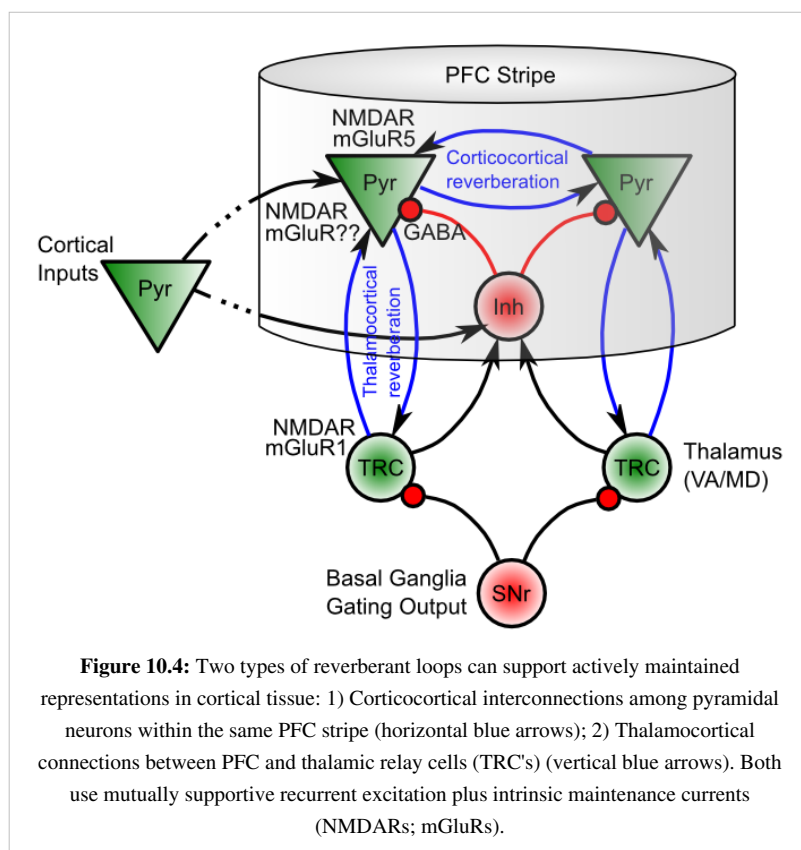 PFC Stripe
NMDAR
mGluR5
Corticocortical
reverberation
Pyr
Pyr
NMDAR
mGluR??
GABA
Cortical
Inputs
Pyr
Inh
Thalamocortical
reverberation
NMDAR
mGluR1
TRC
TRC
Thalamus
(VA/MD)
Basal Ganglia
Gating Output
SNr
Figure 10.4: Two types of reverberant loops can support actively maintained
representations in cortical tissue: 1) Corticocortical interconnections among pyramidal
neurons within the same PFC stripe (horizontal blue arrows); 2) Thalamocortical
connections between PFC and thalamic relay cells (TRC's) (vertical blue arrows). Both
use mutually supportive recurrent excitation plus intrinsic maintenance currents
(NMDARs; mGluRs).